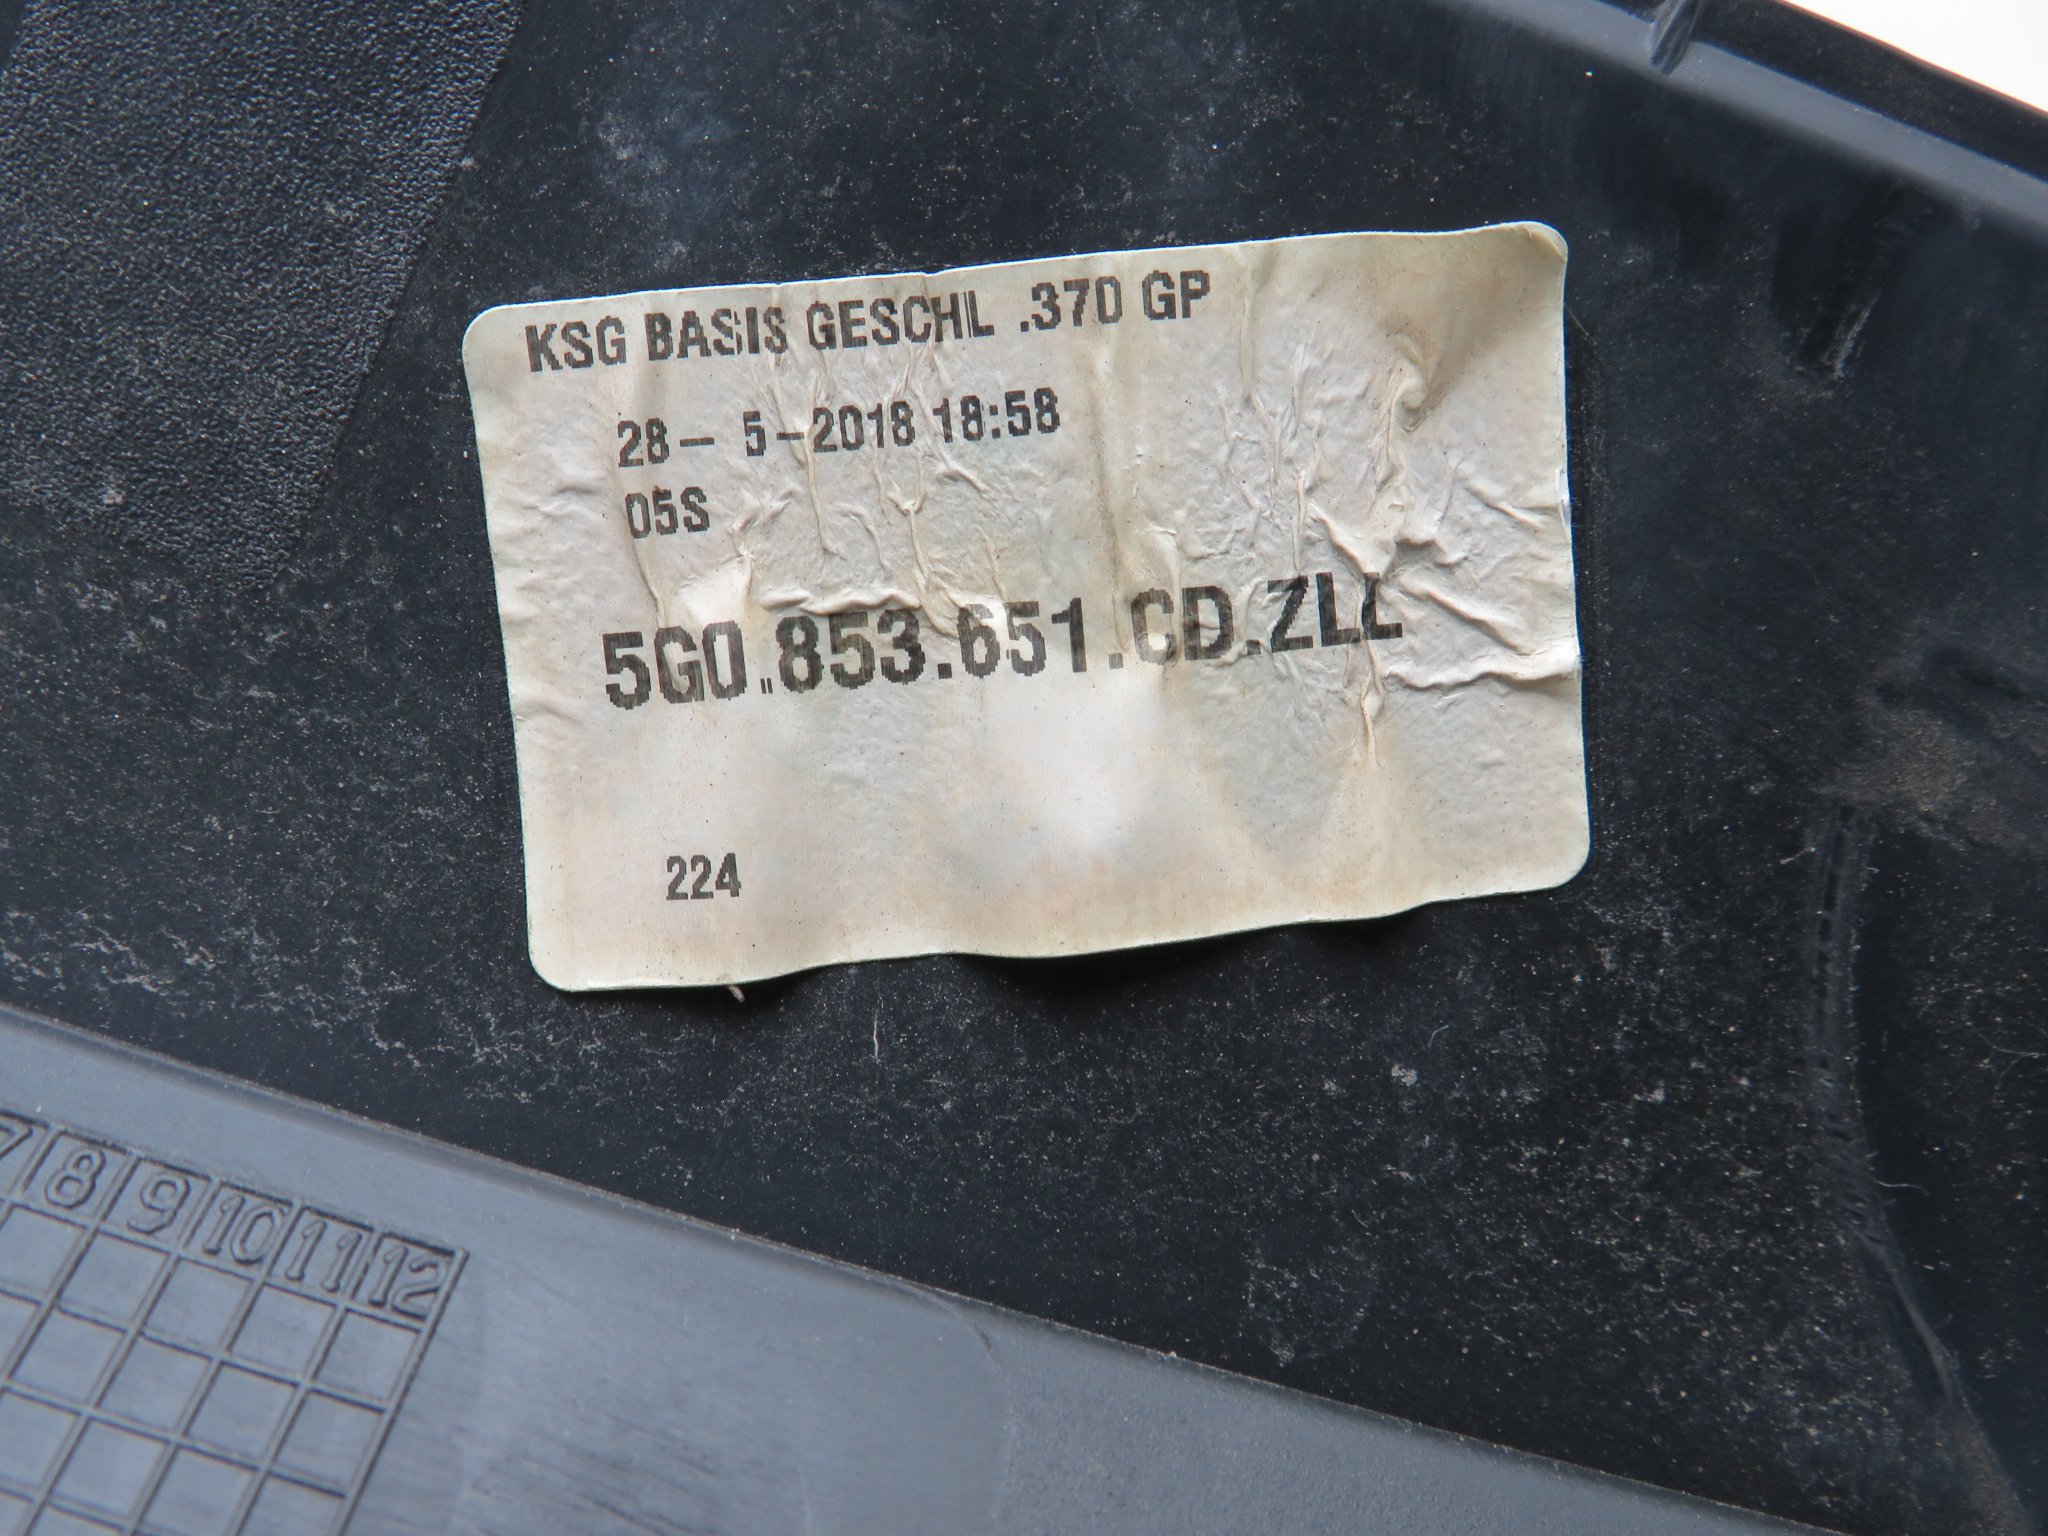 KSG BASIS GESCHL .370 GP
28- 5-2018 18:58
05S
5G0.853.651.CD.ZLL
224
7 8 9 10 11 12